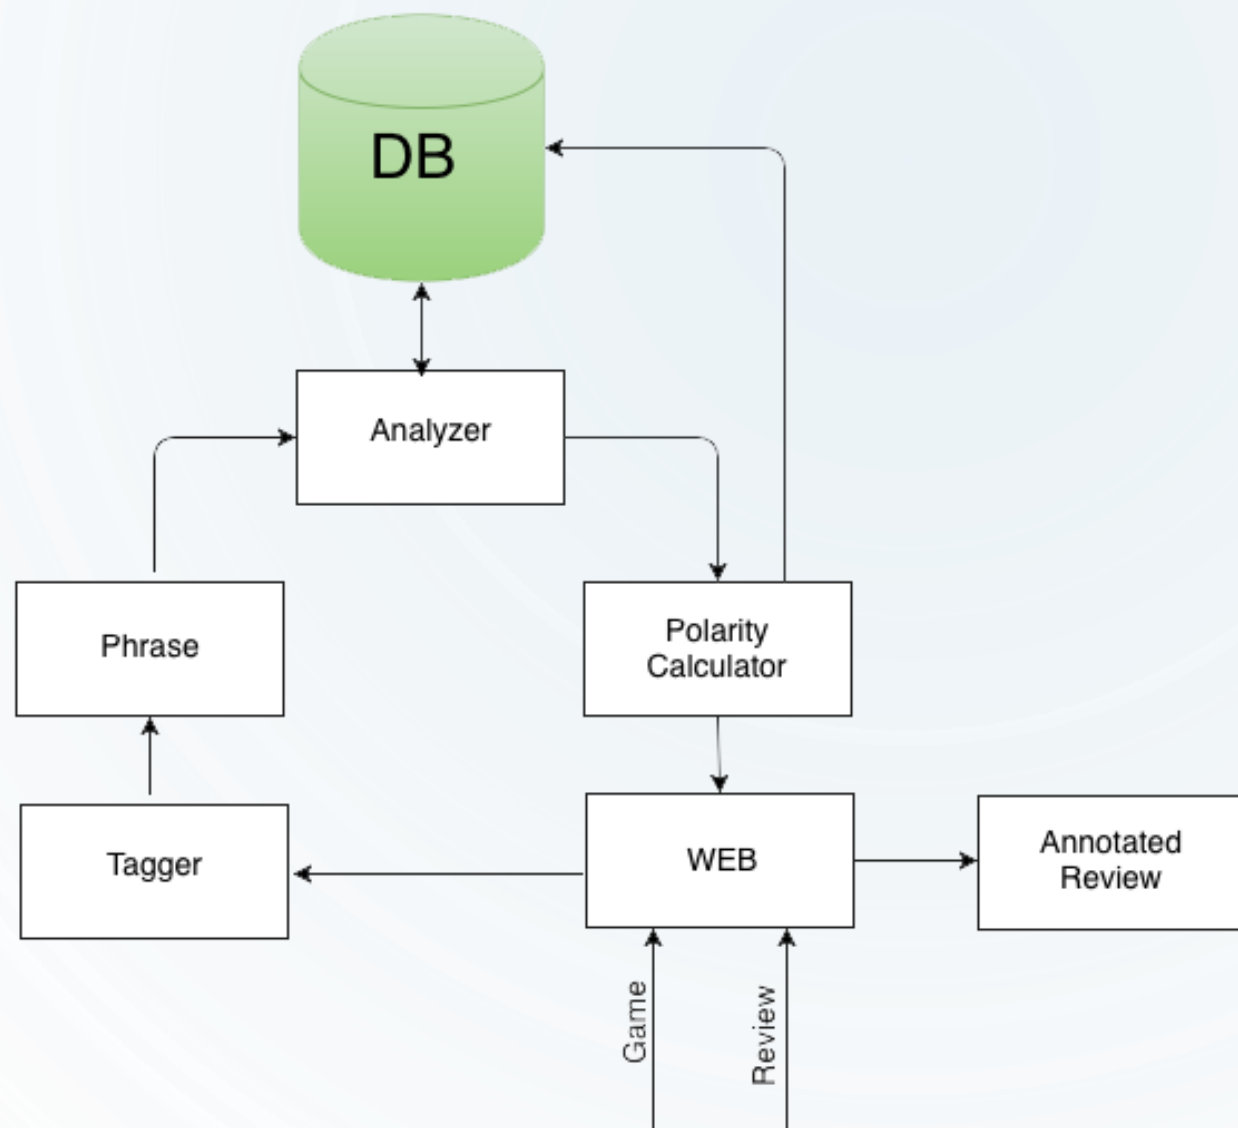 DB
Analyzer
Phrase
Polarity
Calculator
Tagger
WEB
Annotated
Review
Game
Review